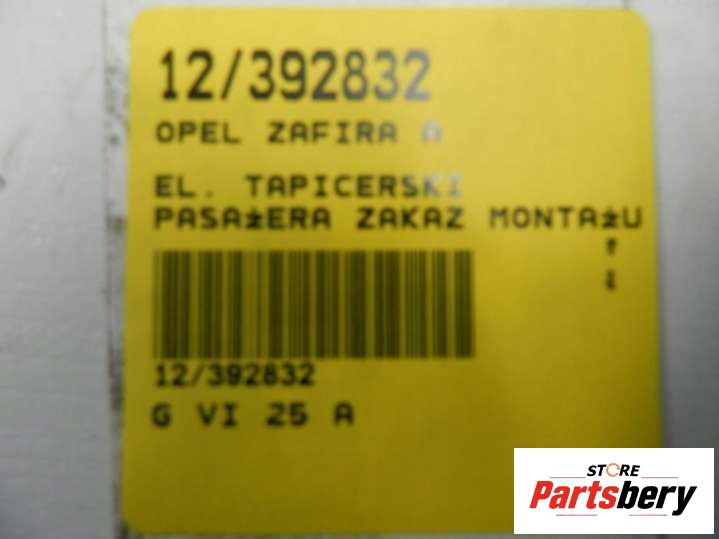 12/392832
OPEL ZAFIRA A
EL. TAPICERSKI
PASAŻERA ZAKAZ MONTAŻU
12/392832
G VI 25 A
STORE
Partsbery